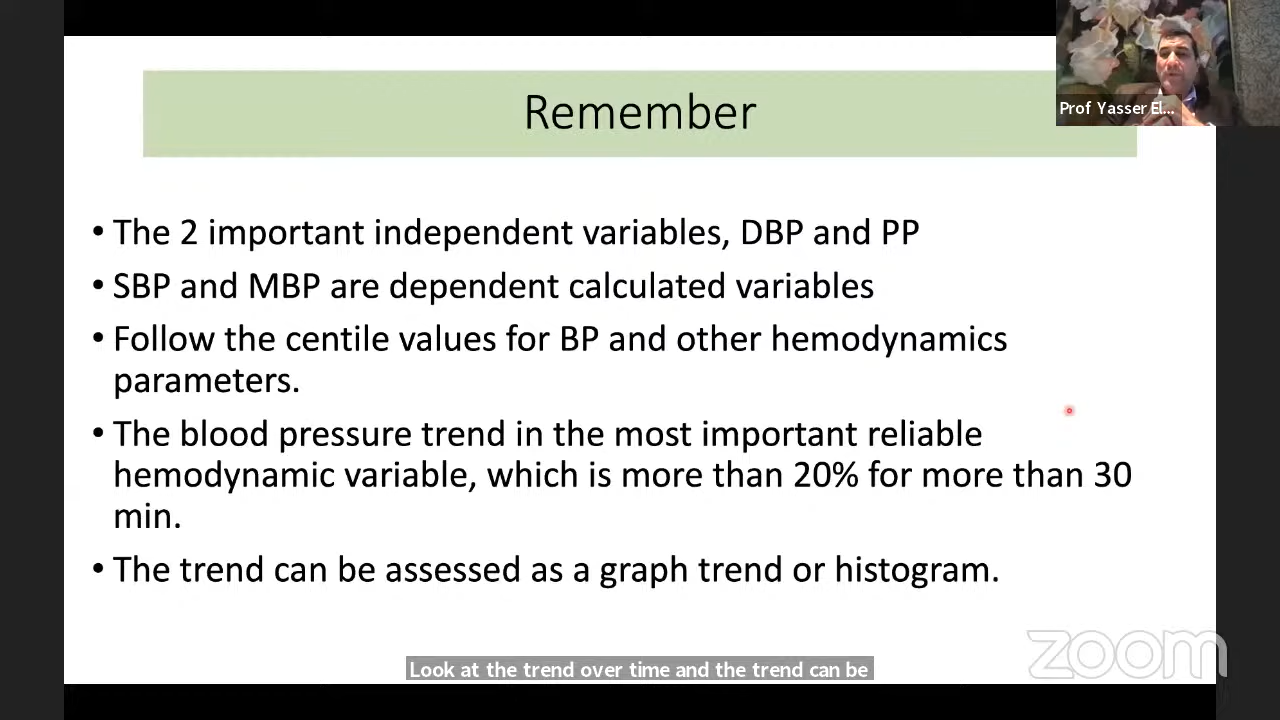 Prof Yasser El...
Remember
• The 2 important independent variables, DBP and PP
• SBP and MBP are dependent calculated variables
• Follow the centile values for BP and other hemodynamics
parameters.
• The blood pressure trend in the most important reliable
hemodynamic variable, which is more than 20% for more than 30
min.
• The trend can be assessed as a graph trend or histogram.
zoom
Look at the trend over time and the trend can be